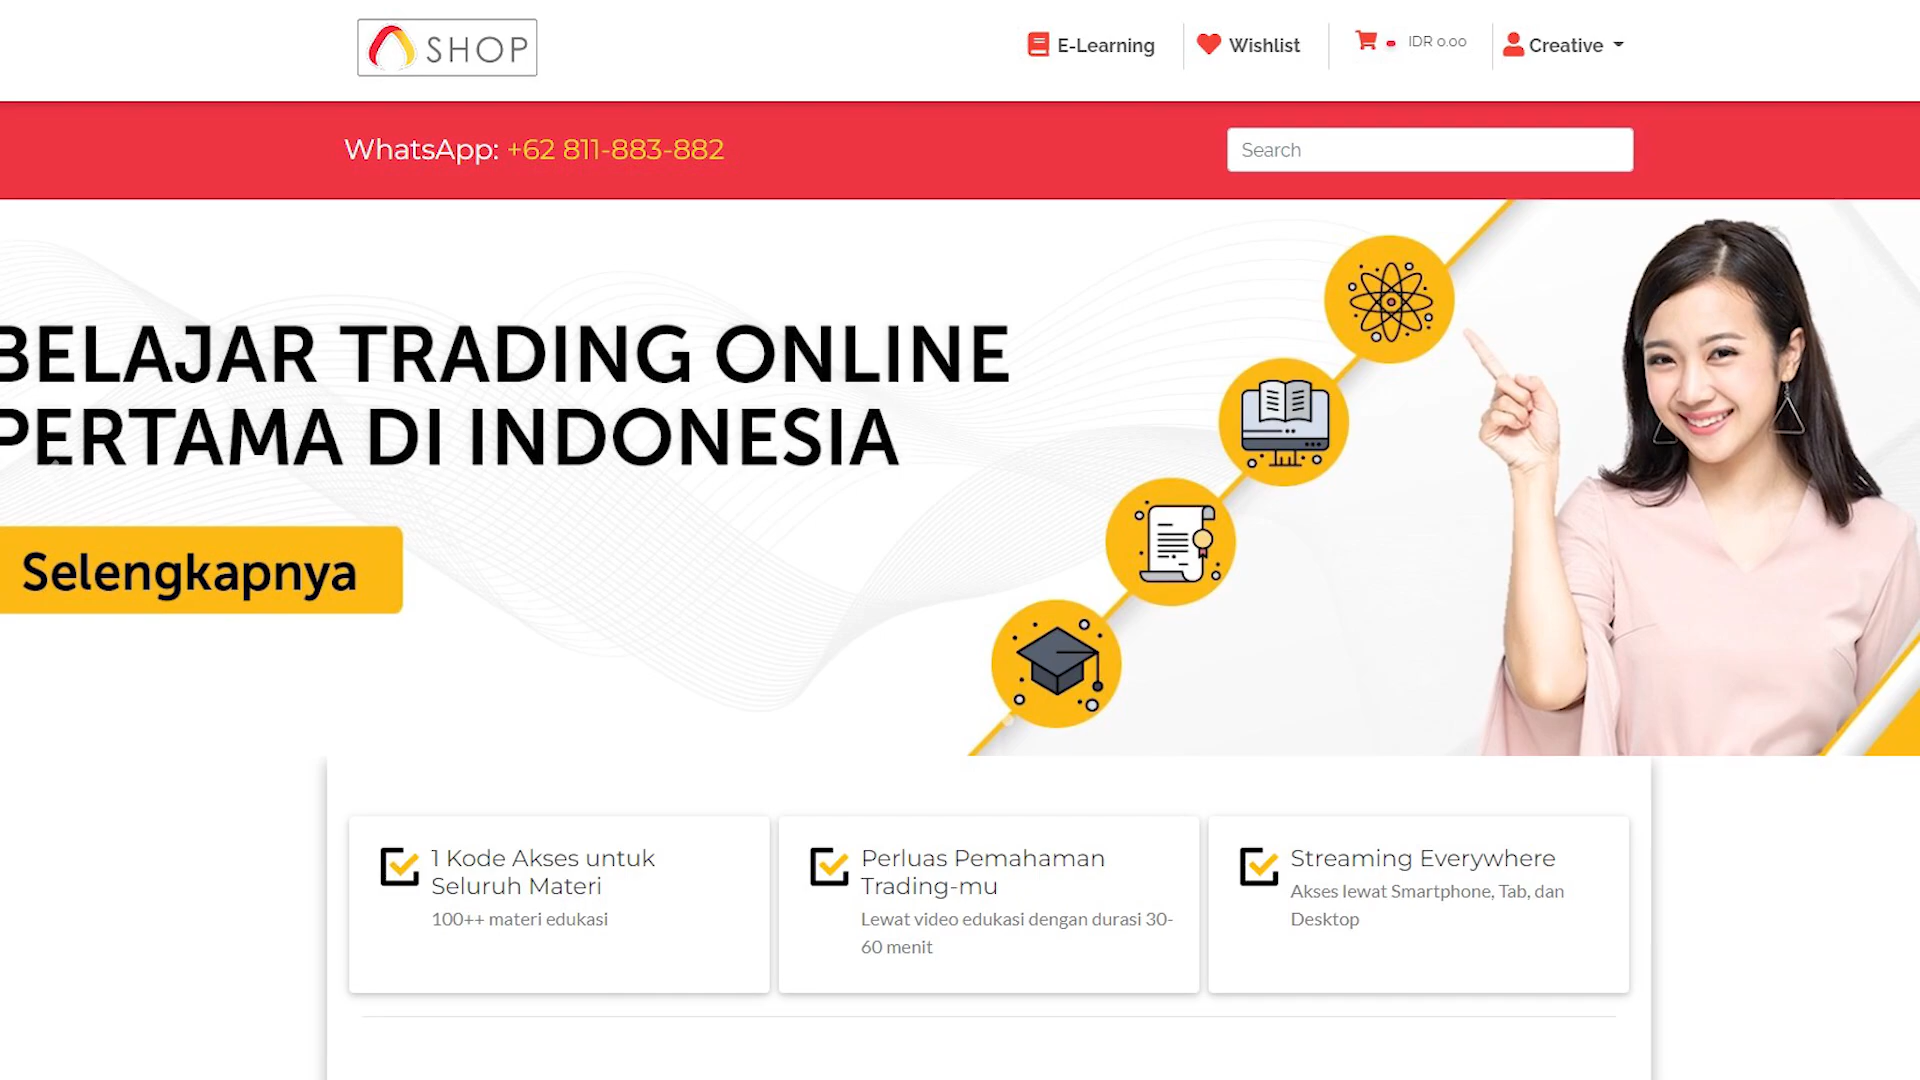 SHOP
E-Learning
Wishlist
IDR 0.00
Creative
WhatsApp: +62 811-883-882
Search
BELAJAR TRADING ONLINE
PERTAMA DI INDONESIA
Selengkapnya
1 Kode Akses untuk
Seluruh Materi
100++ materi edukasi
Perluas Pemahaman
Trading-mu
Lewat video edukasi dengan durasi 30-
60 menit
Streaming Everywhere
Akses lewat Smartphone, Tab, dan
Desktop